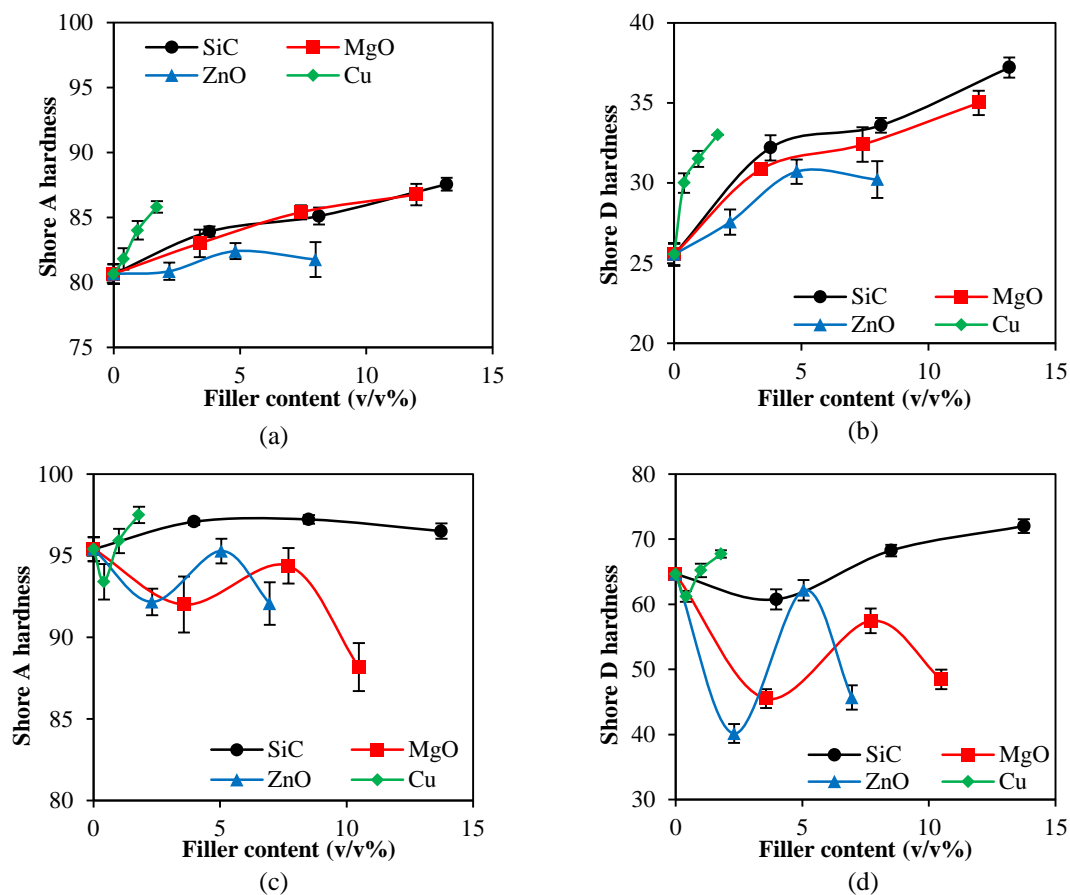 100
95
90
85
80
75
Shore A hardness
SiC MgO
ZnO Cu
0 5 10 15
Filler content (v/v%)
(a)
40
35
30
25
20
Shore D hardness
SiC MgO
ZnO Cu
0 5 10 15
Filler content (v/v%)
(b)
100
95
90
85
80
Shore A hardness
SiC MgO
ZnO Cu
0 5 10 15
Filler content (v/v%)
(c)
80
70
60
50
40
30
Shore D hardness
SiC MgO
ZnO Cu
0 5 10 15
Filler content (v/v%)
(d)